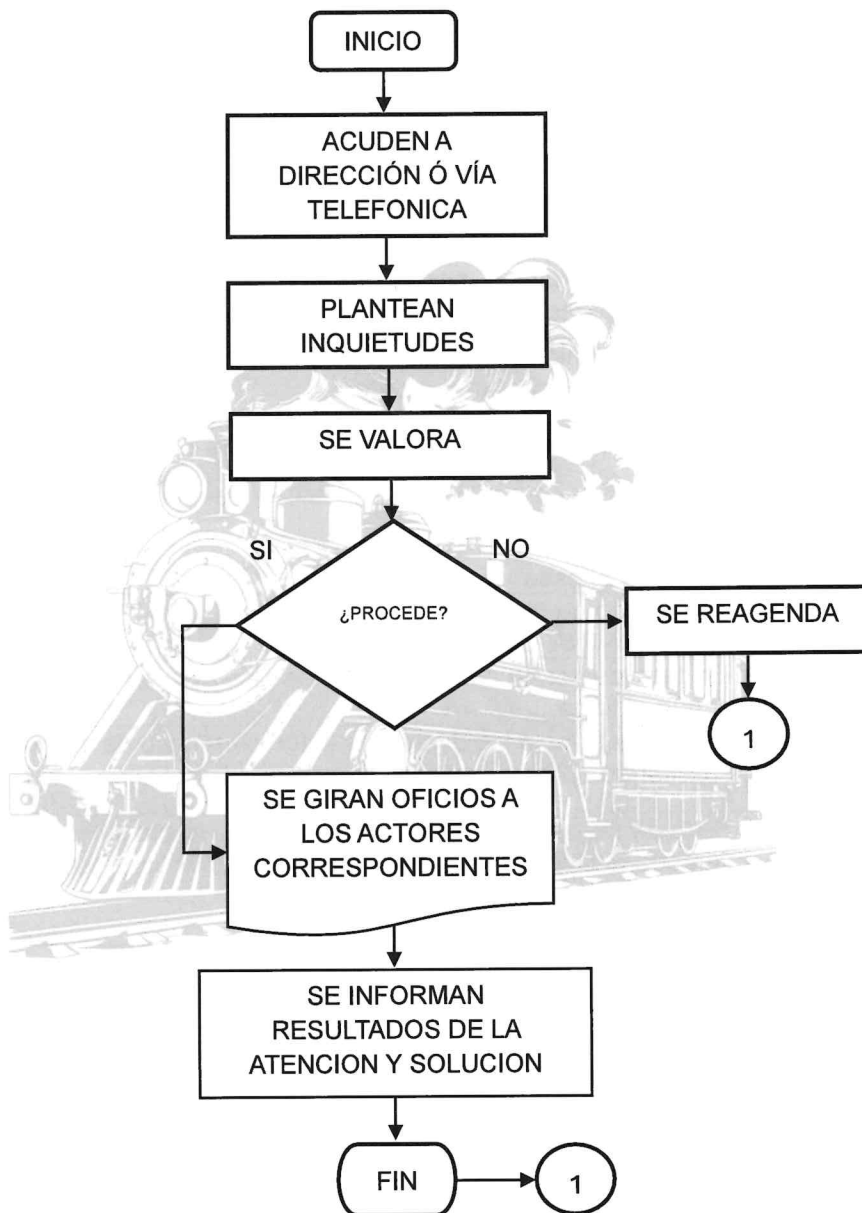 INICIO
ACUDEN A
DIRECCIÓN Ó VÍA
TELEFONICA
PLANTEAN
INQUIETUDES
SE VALORA
SI
NO
¿PROCEDE?
SE REAGENDA
1
SE GIRAN OFICIOS A
LOS ACTORES
CORRESPONDIENTES
SE INFORMAN
RESULTADOS DE LA
ATENCION Y SOLUCION
FIN
1